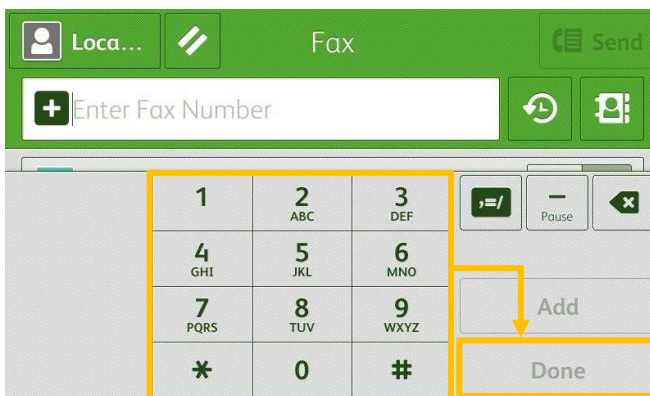 Loca... Fax Send
Enter Fax Number
1 2 3 ,=/ – Pause
ABC DEF
4 5 6
GHI JKL MNO
7 8 9 Add
PQRS TUV WXYZ
* 0 # Done